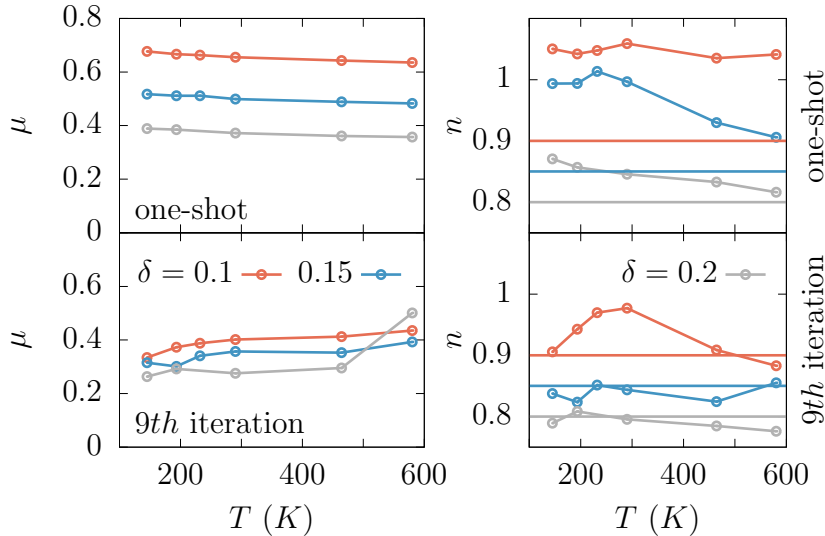 0.8
0.6
0.4
0.2
0
μ
one-shot
1
0.9
0.8
n
one-shot
0.6
0.4
0.2
0
μ
δ = 0.1
0.15
9th iteration
200
400
600
T (K)
1
0.9
0.8
n
δ = 0.2
9th iteration
200
400
600
T (K)